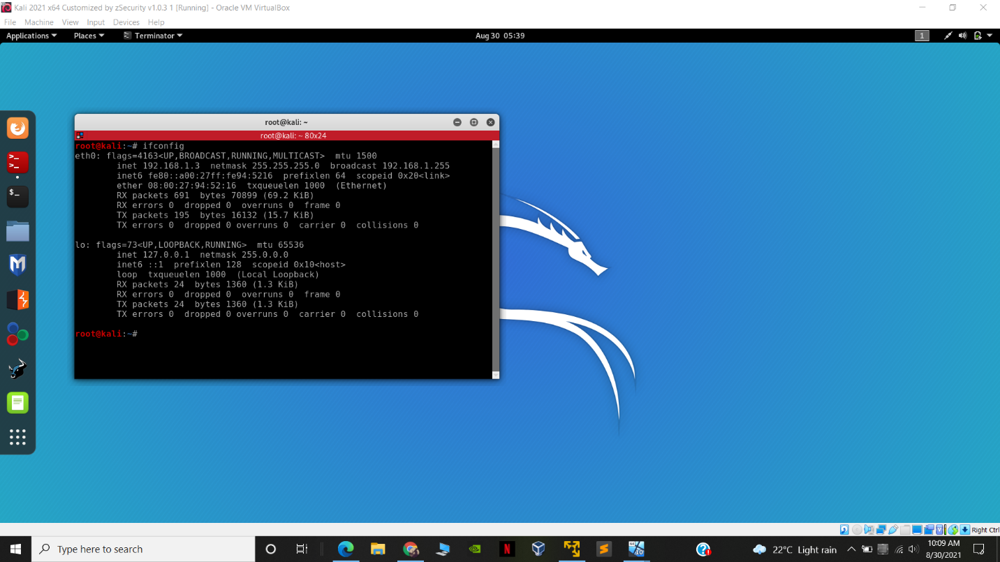 Kali 2021 x64 Customized by zSecurity v1.0.3 1 [Running] - Oracle VM VirtualBox
File Machine View Input Devices Help
Applications Places Terminator Aug 30 05:39 1
root@kali: ~
root@kali: ~ 80x24
root@kali:~# ifconfig
eth0: flags=4163<UP,BROADCAST,RUNNING,MULTICAST>  mtu 1500
        inet 192.168.1.3  netmask 255.255.255.0  broadcast 192.168.1.255
        inet6 fe80::a00:27ff:fe94:5216  prefixlen 64  scopeid 0x20<link>
        ether 08:00:27:94:52:16  txqueuelen 1000  (Ethernet)
        RX packets 691  bytes 70899 (69.2 KiB)
        RX errors 0  dropped 0  overruns 0  frame 0
        TX packets 195  bytes 16132 (15.7 KiB)
        TX errors 0  dropped 0 overruns 0  carrier 0  collisions 0
lo: flags=73<UP,LOOPBACK,RUNNING>  mtu 65536
        inet 127.0.0.1  netmask 255.0.0.0
        inet6 ::1  prefixlen 128  scopeid 0x10<host>
        loop  txqueuelen 1000  (Local Loopback)
        RX packets 24  bytes 1360 (1.3 KiB)
        RX errors 0  dropped 0  overruns 0  frame 0
        TX packets 24  bytes 1360 (1.3 KiB)
        TX errors 0  dropped 0 overruns 0  carrier 0  collisions 0
root@kali:~#
Right Ctrl
Type here to search
22°C Light rain
10:09 AM
8/30/2021